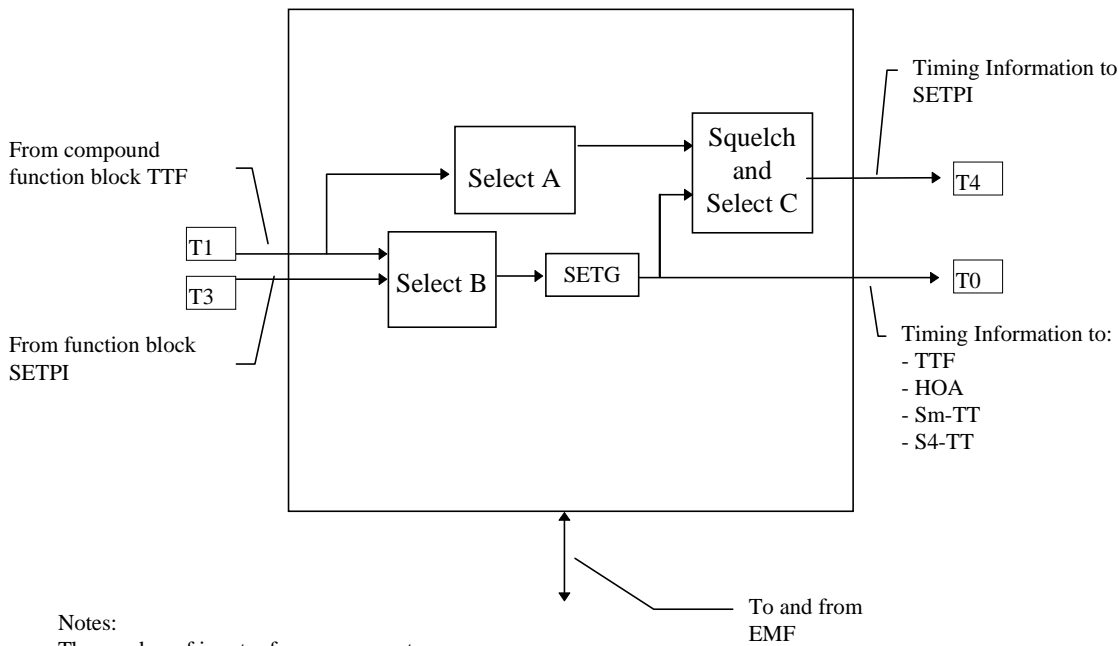 Timing Information to
SETPI
From compound
function block TTF
Squelch
and
Select C
Select A
T4
T1
Select B
SETG
T3
T0
From function block
SETPI
Timing Information to:
- TTF
- HOA
- Sm-TT
- S4-TT
To and from
EMF
Notes: